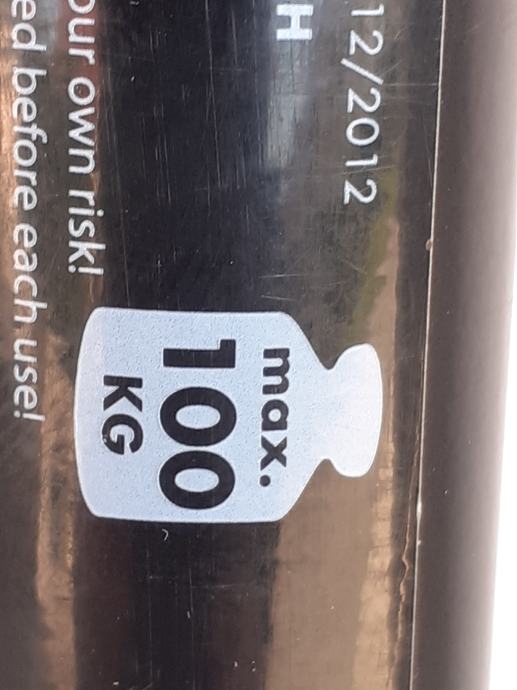 12/2012
H
max.
100
KG
our own risk!
ed before each use!